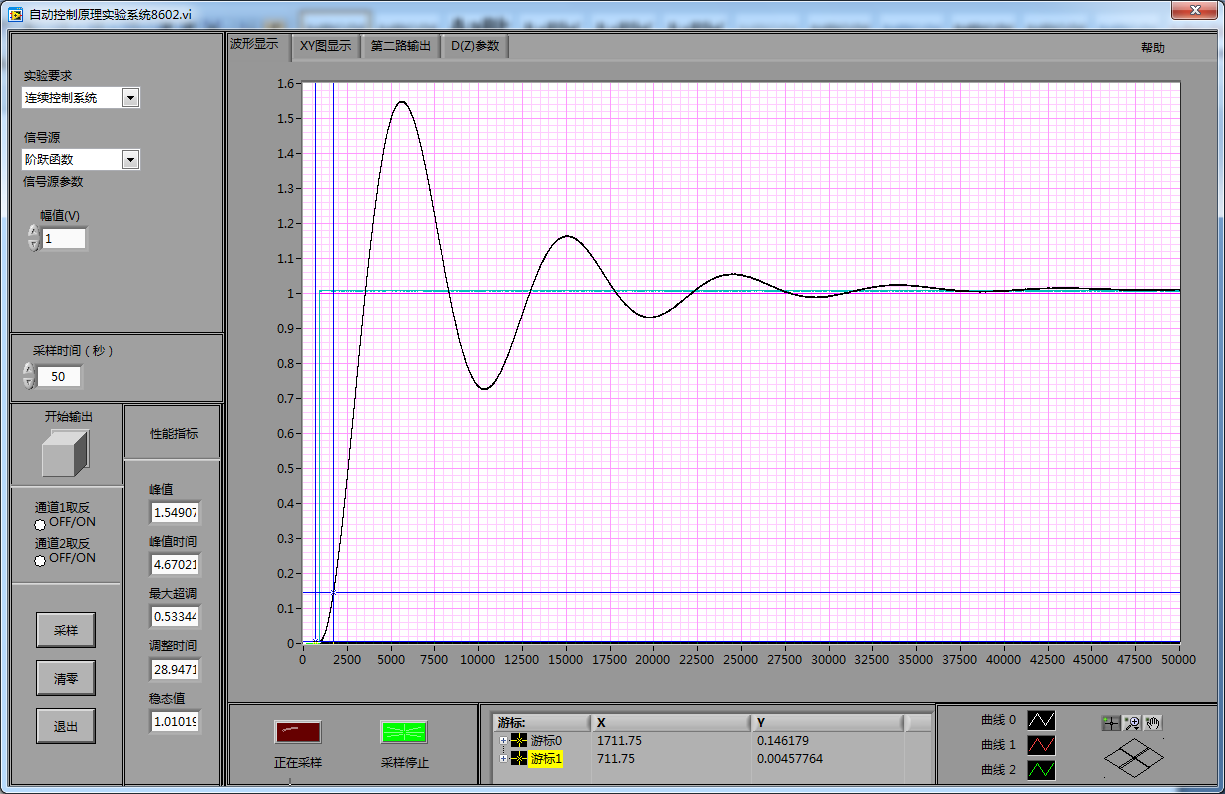 自动控制原理实验系统8602.vi
波形显示 XY图显示 第二路输出 D(Z)参数 帮助
实验要求
连续控制系统
信号源
阶跃函数
信号源参数
幅值(V)
1
采样时间（秒）
50
开始输出
通道1取反
OFF/ON
通道2取反
OFF/ON
采样
清零
退出
性能指标
峰值
1.54907
峰值时间
4.67021
最大超调
0.53344
调整时间
28.9471
稳态值
1.01019
1.6
1.5
1.4
1.3
1.2
1.1
1
0.9
0.8
0.7
0.6
0.5
0.4
0.3
0.2
0.1
0
0 2500 5000 7500 10000 12500 15000 17500 20000 22500 25000 27500 30000 32500 35000 37500 40000 42500 45000 47500 50000
正在采样 采样停止
游标: X Y
游标0 1711.75 0.146179
游标1 711.75 0.00457764
曲线 0
曲线 1
曲线 2